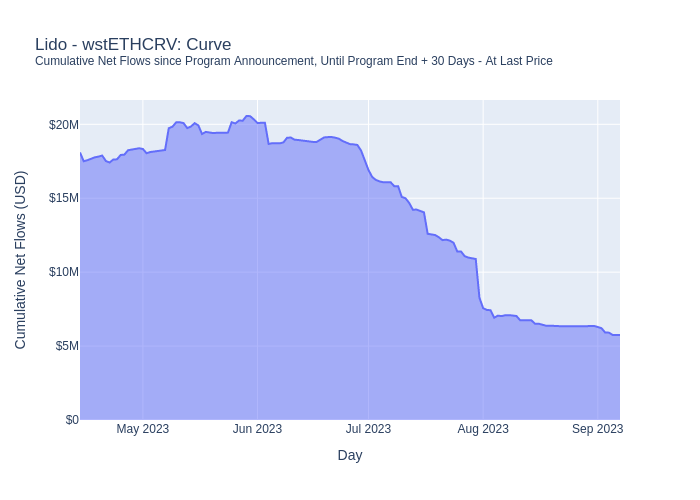 Lido - wstETHCRV: Curve
Cumulative Net Flows since Program Announcement, Until Program End + 30 Days - At Last Price
Cumulative Net Flows (USD)
$20M
$15M
$10M
$5M
$0
May 2023
Jun 2023
Jul 2023
Aug 2023
Sep 2023
Day